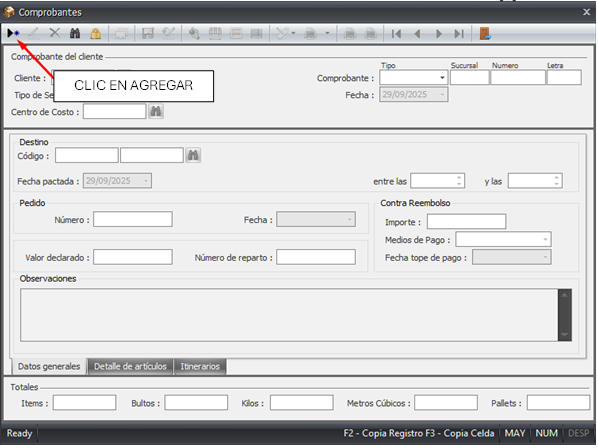 Comprobantes
Comprobante del cliente
Tipo Sucursal Numero Letra
Cliente :
CLIC EN AGREGAR
Comprobante :
Tipo de Se
Fecha : 29/09/2025
Centro de Costo :
Destino
Código :
Fecha pactada : 29/09/2025 entre las y las
Pedido
Contra Reembolso
Número : Fecha :
Importe :
Medios de Pago :
Valor declarado : Número de reparto :
Fecha tope de pago :
Observaciones
Datos generales Detalle de artículos Itinerarios
Totales
Items : Bultos : Kilos : Metros Cúbicos : Pallets :
Ready F2 - Copia Registro F3 - Copia Celda MAY NUM DESP